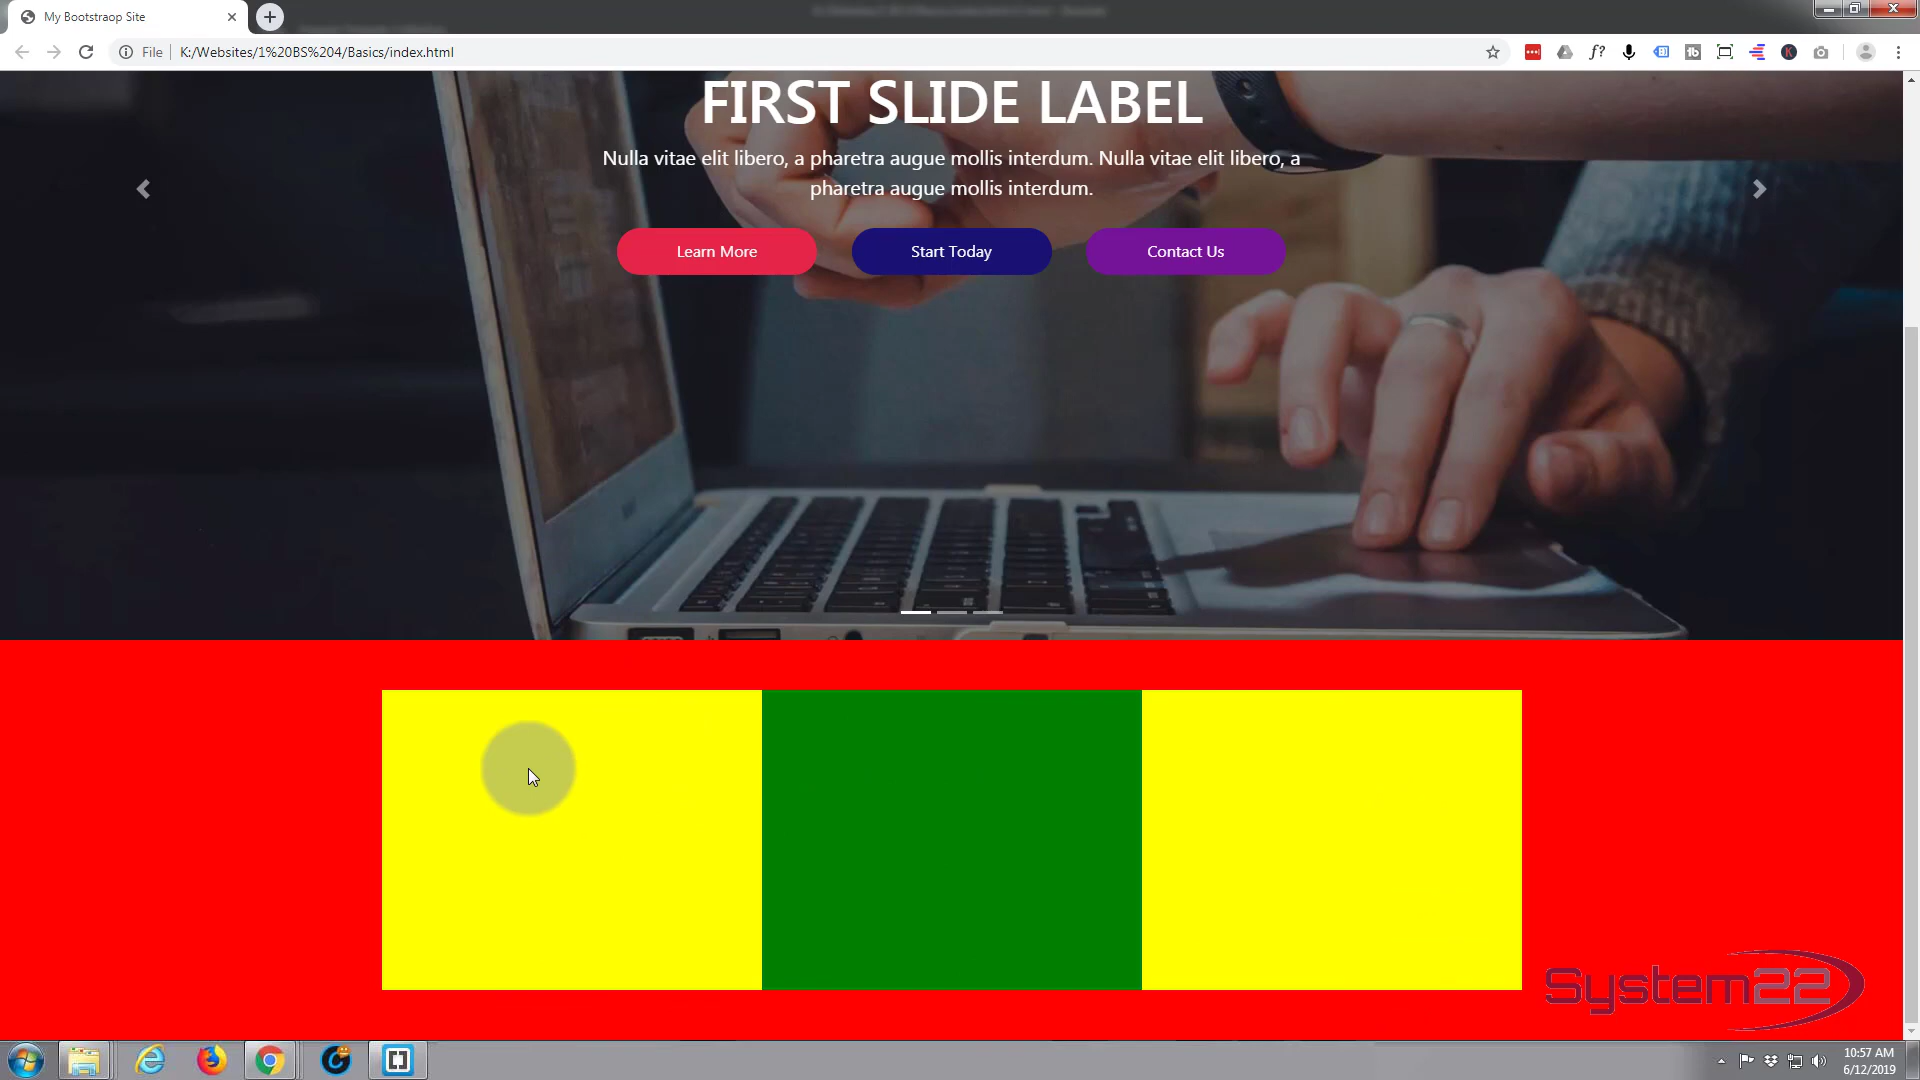 My Bootstraop Site
File
K:/Websites/1%20BS%204/Basics/index.html
FIRST SLIDE LABEL
Nulla vitae elit libero, a pharetra augue mollis interdum. Nulla vitae elit libero, a
pharetra augue mollis interdum.
Learn More
Start Today
Contact Us
System22
10:57 AM
6/12/2019